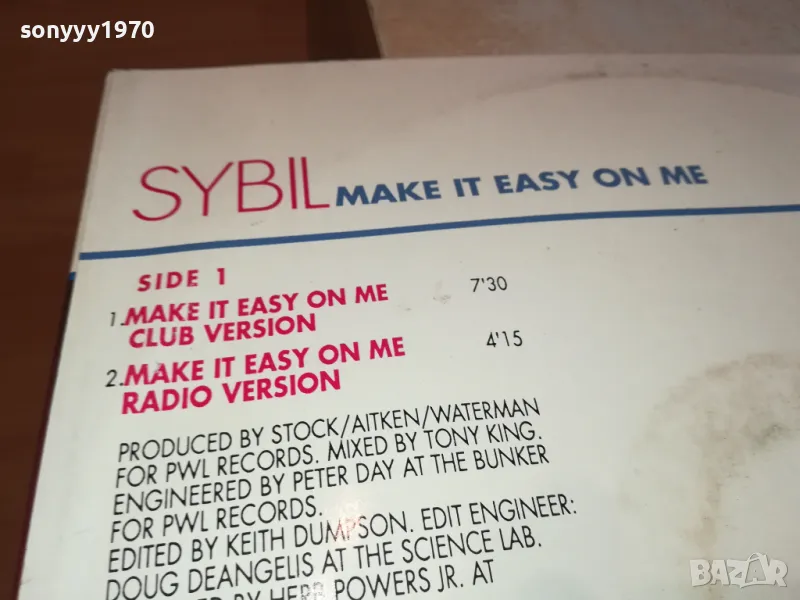 sonyyy1970
SYBIL MAKE IT EASY ON ME
SIDE 1
1. MAKE IT EASY ON ME 7'30
CLUB VERSION
2. MAKE IT EASY ON ME 4'15
RADIO VERSION
PRODUCED BY STOCK/AITKEN/WATERMAN
FOR PWL RECORDS. MIXED BY TONY KING.
ENGINEERED BY PETER DAY AT THE BUNKER
FOR PWL RECORDS.
EDITED BY KEITH DUMPSON. EDIT ENGINEER:
DOUG DEANGELIS AT THE SCIENCE LAB.
BY HERB POWERS JR. AT
BAZAR